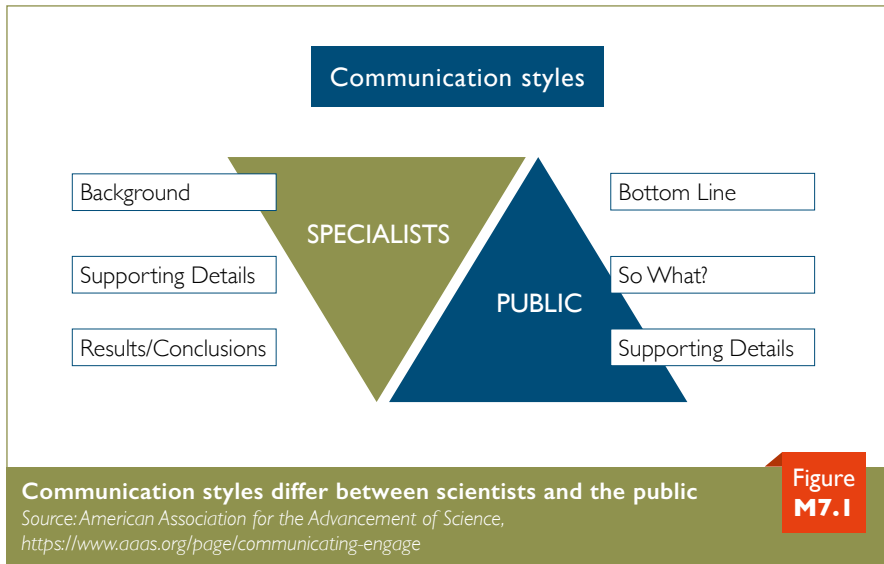 Communication styles
Background
SPECIALISTS
Bottom Line
Supporting Details
PUBLIC
So What?
Results/Conclusions
Supporting Details
Communication styles differ between scientists and the public
Source: American Association for the Advancement of Science,
https://www.aaas.org/page/communicating-engage
Figure
M7.1